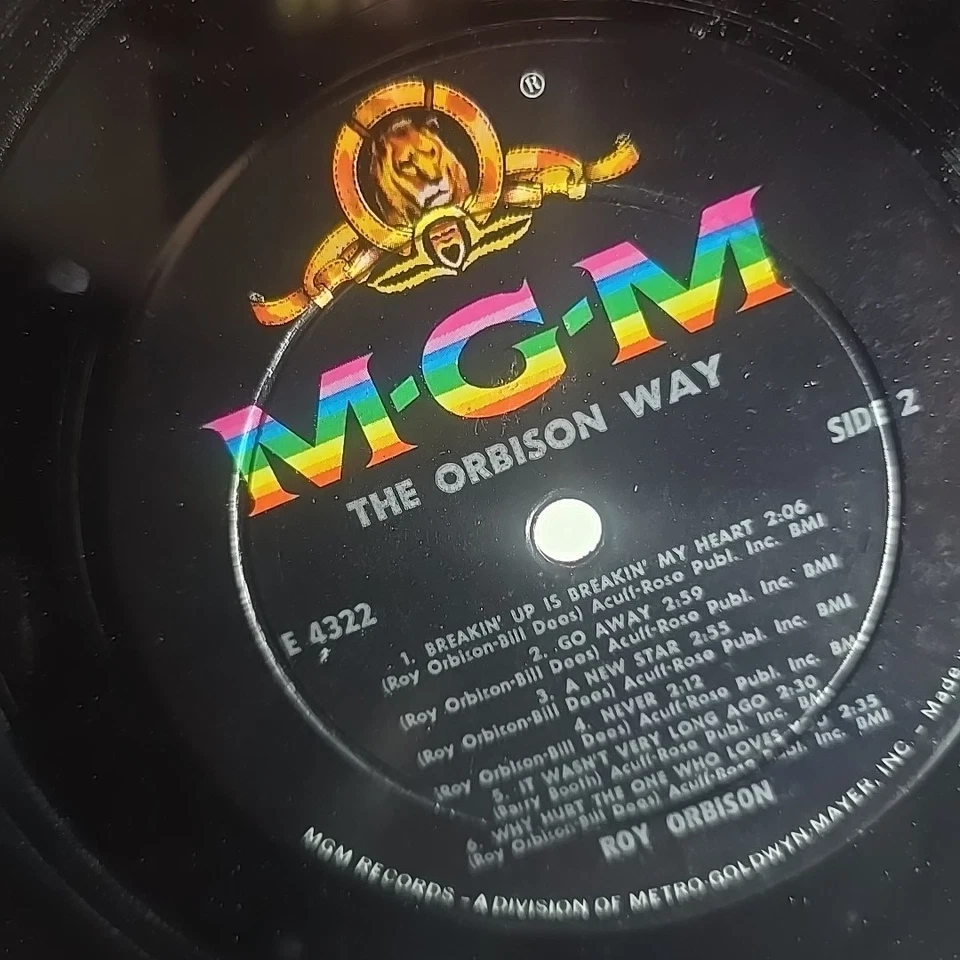 ®
M-G-M
THE ORBISON WAY
SIDE 2
E 4322
1. BREAKIN' UP IS BREAKIN' MY HEART 2:06
(Roy Orbison-Bill Dees) Acuff-Rose Publ. Inc. BMI
2. GO AWAY 2:59
(Roy Orbison-Bill Dees) Acuff-Rose Publ. Inc. BMI
3. A NEW STAR 2:55
(Roy Orbison-Bill Dees) Acuff-Rose Publ. Inc. BMI
4. NEVER 2:12
(Roy Orbison-Bill Dees) Acuff-Rose Publ. Inc. BMI
5. IT WASN'T VERY LONG AGO 2:30
(Barry Booth) Acuff-Rose Publ. Inc. BMI
6. WHY HURT THE ONE WHO LOVES YOU 2:35
(Roy Orbison-Bill Dees) Acuff-Rose Publ. Inc. BMI
ROY ORBISON
MGM RECORDS - A DIVISION OF METRO-GOLDWYN-MAYER, INC. - Made